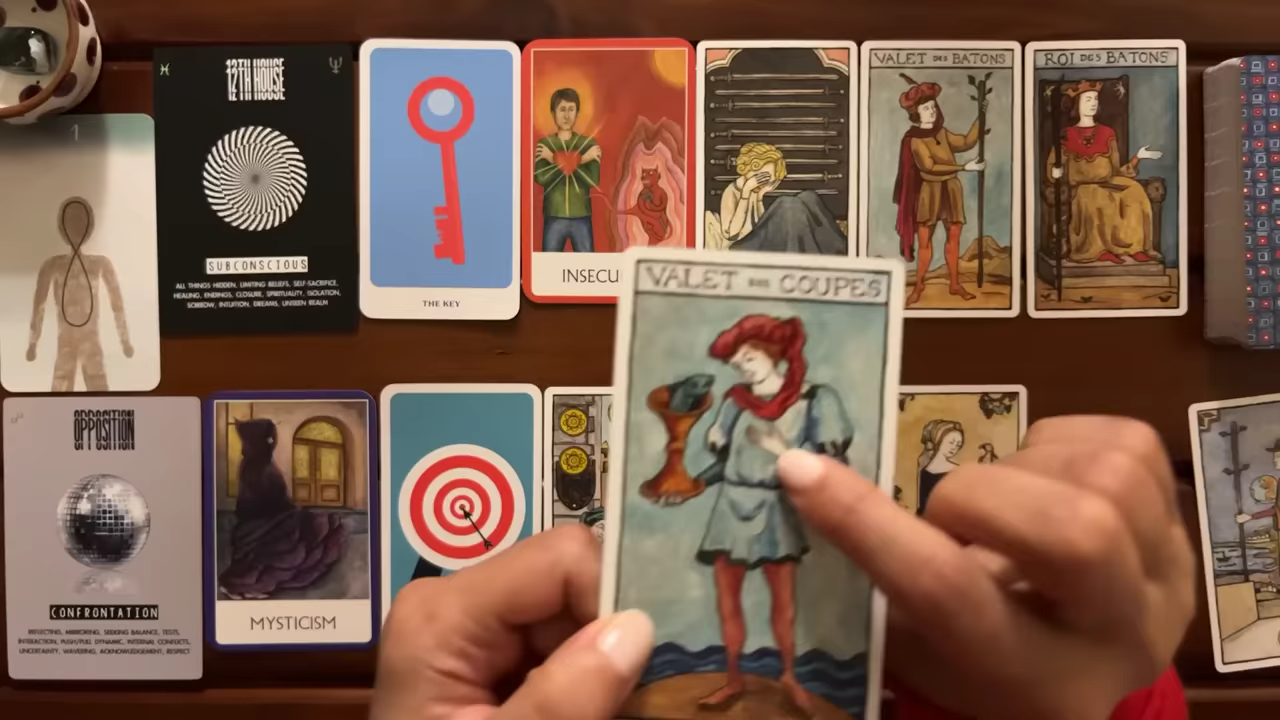 1
12TH HOUSE
SUBCONSCIOUS
ALL THINGS HIDDEN, LIMITING BELIEFS, SELF-SACRIFICE,
HEALING, ENDINGS, CLOSURE, SPIRITUALITY, ISOLATION,
SORROW, INTUITION, DREAMS, UNSEEN REALM
THE KEY
INSECU
VALET DES BATONS
ROI DES BATONS
VALET DES COUPES
OPPOSITION
CONFRONTATION
REFLECTING, MIRRORING, SEEKING BALANCE, TESTS,
INTERACTION, PUSH/PULL DYNAMIC, INTERNAL CONFLICTS,
UNCERTAINTY, WAVERING, ACKNOWLEDGEMENT, RESPECT
MYSTICISM